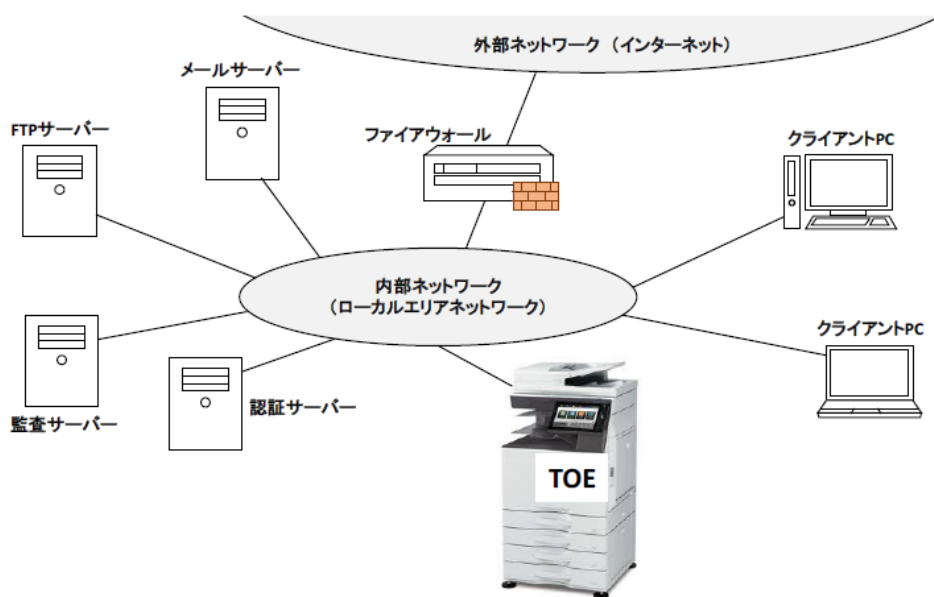 外部ネットワーク （インターネット）
メールサーバー
FTPサーバー
ファイアウォール
クライアントPC
内部ネットワーク
（ローカルエリアネットワーク）
クライアントPC
監査サーバー
認証サーバー
TOE